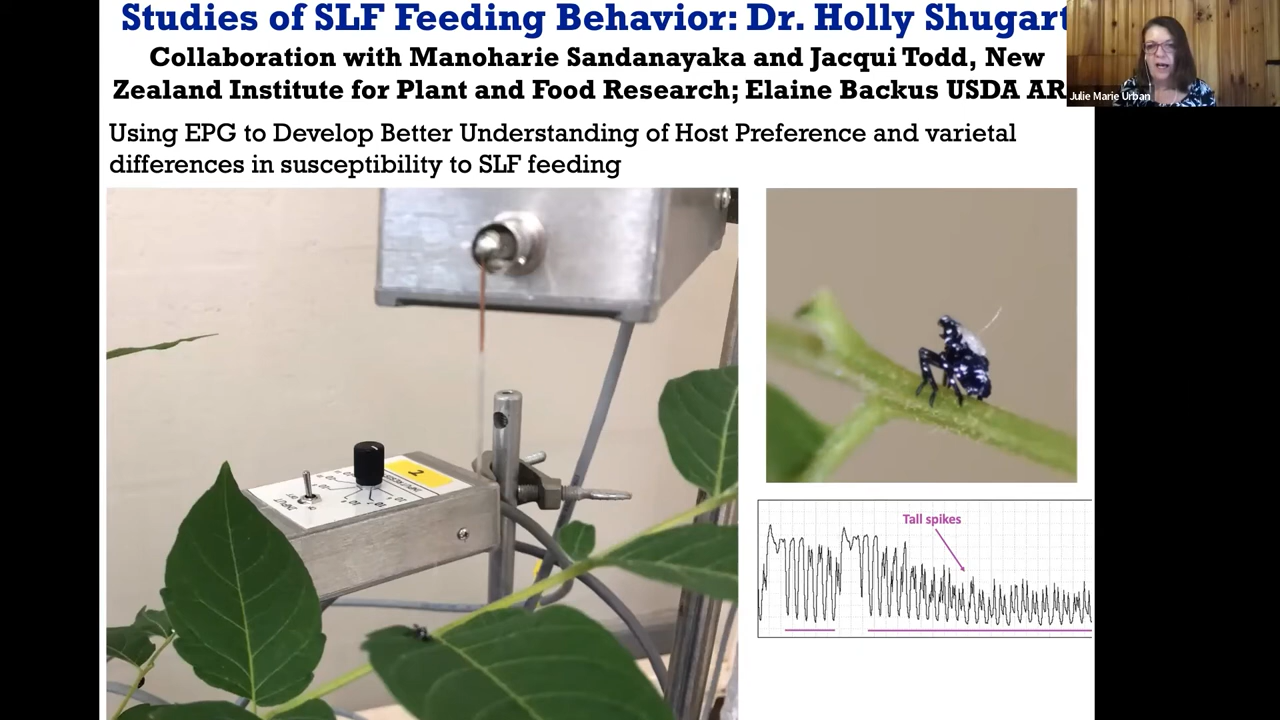 Studies of SLF Feeding Behavior: Dr. Holly Shugart
Collaboration with Manoharie Sandanayaka and Jacqui Todd, New
Zealand Institute for Plant and Food Research; Elaine Backus USDA AR
Julie Marie Urban
Using EPG to Develop Better Understanding of Host Preference and varietal
differences in susceptibility to SLF feeding
Tall spikes